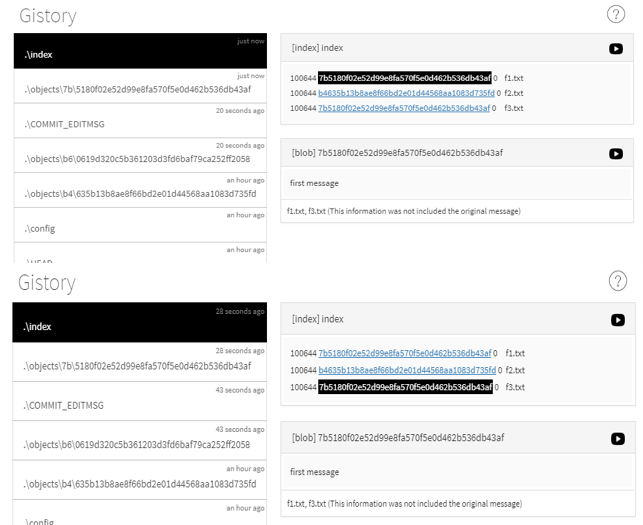 Gistory
?
just now
.\index
just now
.\objects\7b\5180f02e52d99e8fa570f5e0d462b536db43af
20 seconds ago
.\COMMIT_EDITMSG
20 seconds ago
.\objects\b6\0619d320c5b361203d3fd6baf79ca252ff2058
an hour ago
.\objects\b4\635b13b8ae8f66bd2e01d44568aa1083d735fd
an hour ago
.\config
an hour ago
.\HEAD
[index] index
100644 7b5180f02e52d99e8fa570f5e0d462b536db43af 0 f1.txt
100644 b4635b13b8ae8f66bd2e01d44568aa1083d735fd 0 f2.txt
100644 7b5180f02e52d99e8fa570f5e0d462b536db43af 0 f3.txt
[blob] 7b5180f02e52d99e8fa570f5e0d462b536db43af
first message
f1.txt, f3.txt (This information was not included the original message)
Gistory
?
28 seconds ago
.\index
28 seconds ago
.\objects\7b\5180f02e52d99e8fa570f5e0d462b536db43af
43 seconds ago
.\COMMIT_EDITMSG
43 seconds ago
.\objects\b6\0619d320c5b361203d3fd6baf79ca252ff2058
an hour ago
.\objects\b4\635b13b8ae8f66bd2e01d44568aa1083d735fd
an hour ago
.\config
[index] index
100644 7b5180f02e52d99e8fa570f5e0d462b536db43af 0 f1.txt
100644 b4635b13b8ae8f66bd2e01d44568aa1083d735fd 0 f2.txt
100644 7b5180f02e52d99e8fa570f5e0d462b536db43af 0 f3.txt
[blob] 7b5180f02e52d99e8fa570f5e0d462b536db43af
first message
f1.txt, f3.txt (This information was not included the original message)